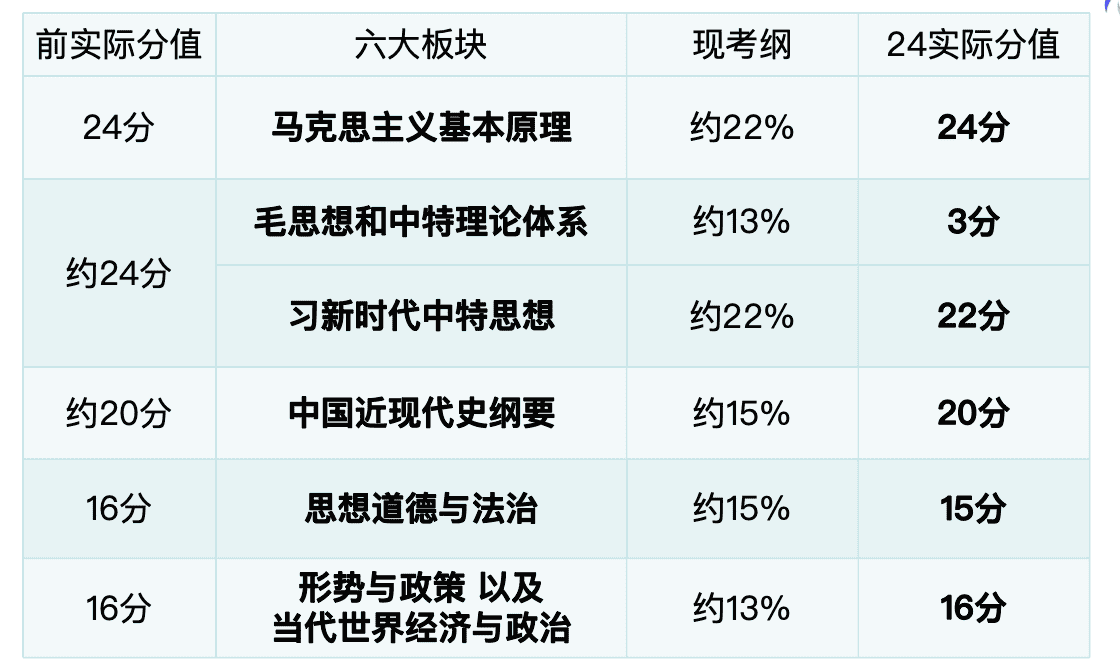 前实际分值 六大板块 现考纲 24实际分值
24分 马克思主义基本原理 约22% 24分
约24分
毛思想和中特理论体系 约13% 3分
习新时代中特思想 约22% 22分
约20分 中国近现代史纲要 约15% 20分
16分 思想道德与法治 约15% 15分
16分 形势与政策 以及
当代世界经济与政治 约13% 16分